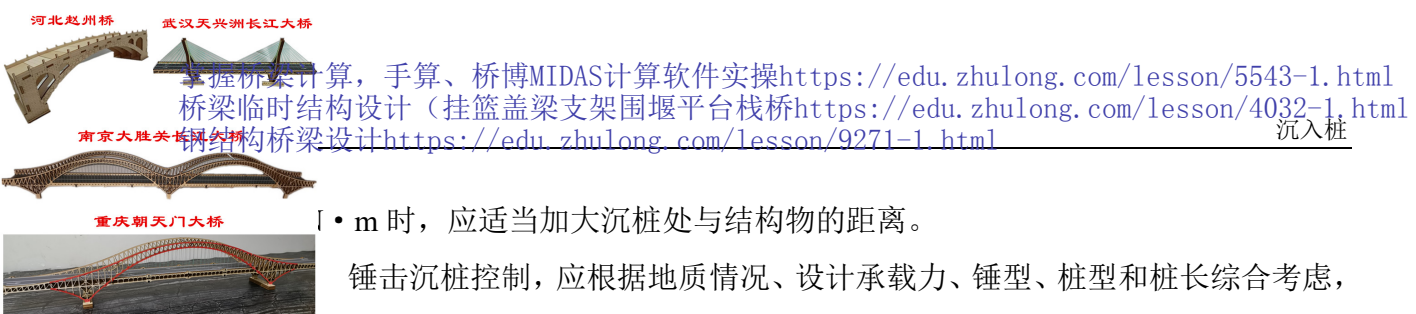 河北赵州桥
武汉天兴洲长江大桥
掌握桥梁计算，手算、桥博MIDAS计算软件实操https://edu.zhulong.com/lesson/5543-1.html
桥梁临时结构设计（挂篮盖梁支架围堰平台栈桥https://edu.zhulong.com/lesson/4032-1.html
南京大胜关长江大桥
钢结构桥梁设计https://edu.zhulong.com/lesson/9271-1.html
沉入桩
重庆朝天门大桥
·m 时，应适当加大沉桩处与结构物的距离。
锤击沉桩控制，应根据地质情况、设计承载力、锤型、桩型和桩长综合考虑，